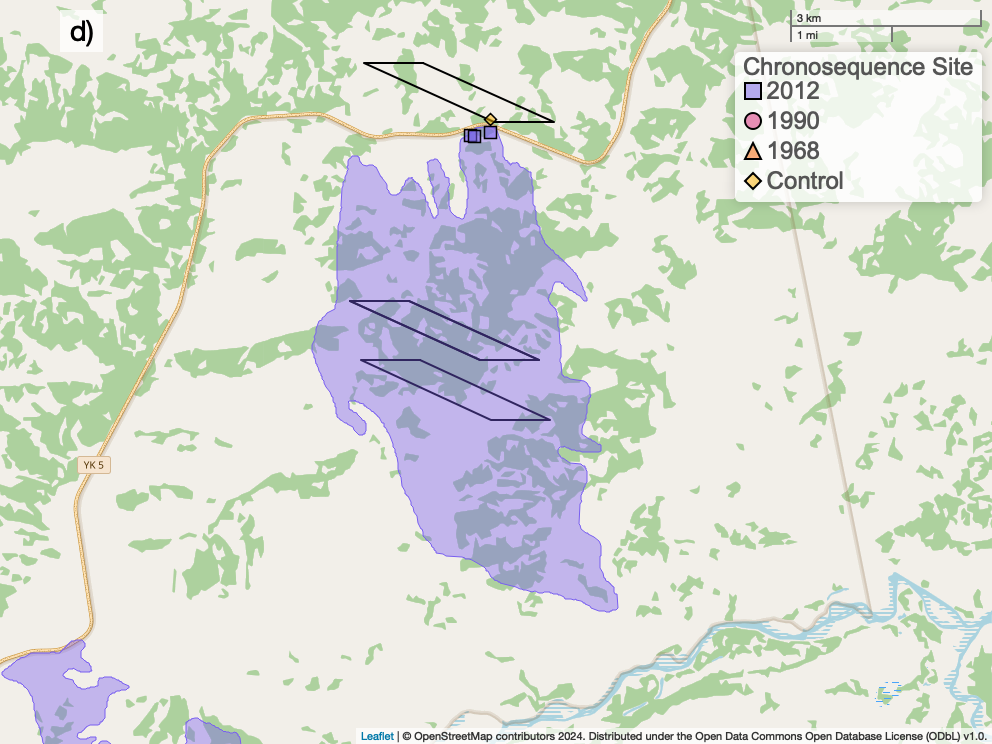 d)
3 km
1 mi
Chronosequence Site
2012
1990
1968
Control
YK 5
Leaflet | © OpenStreetMap contributors 2024. Distributed under the Open Data Commons Open Database License (ODbL) v1.0.